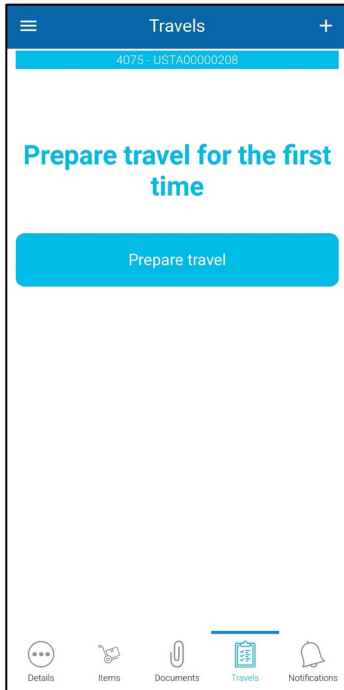 Travels
4075 - USTA00000208
Prepare travel for the first
time
Prepare travel
Details
Items
Documents
Travels
Notifications